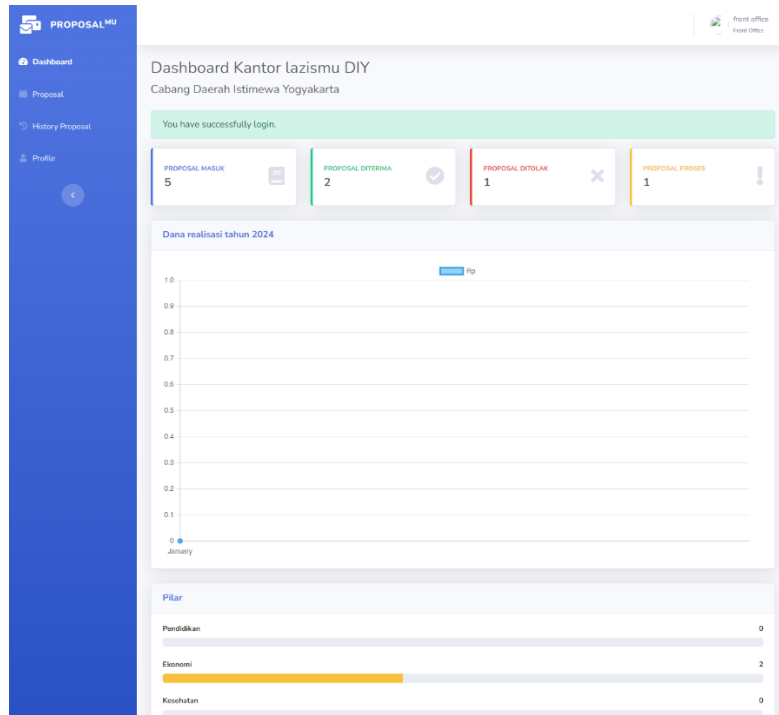 PROPOSAL MU
front office
Front Office
Dashboard
Proposal
History Proposal
Profile
Dashboard Kantor lazismu DIY
Cabang Daerah Istimewa Yogyakarta
You have successfully login.
PROPOSAL MASUK
5
PROPOSAL DITERIMA
2
PROPOSAL DITOLAK
1
PROPOSAL PROSES
1
Dana realisasi tahun 2024
Rp
1.0
0.9
0.8
0.7
0.6
0.5
0.4
0.3
0.2
0.1
0
January
Pilar
Pendidikan 0
Ekonomi 2
Kesehatan 0